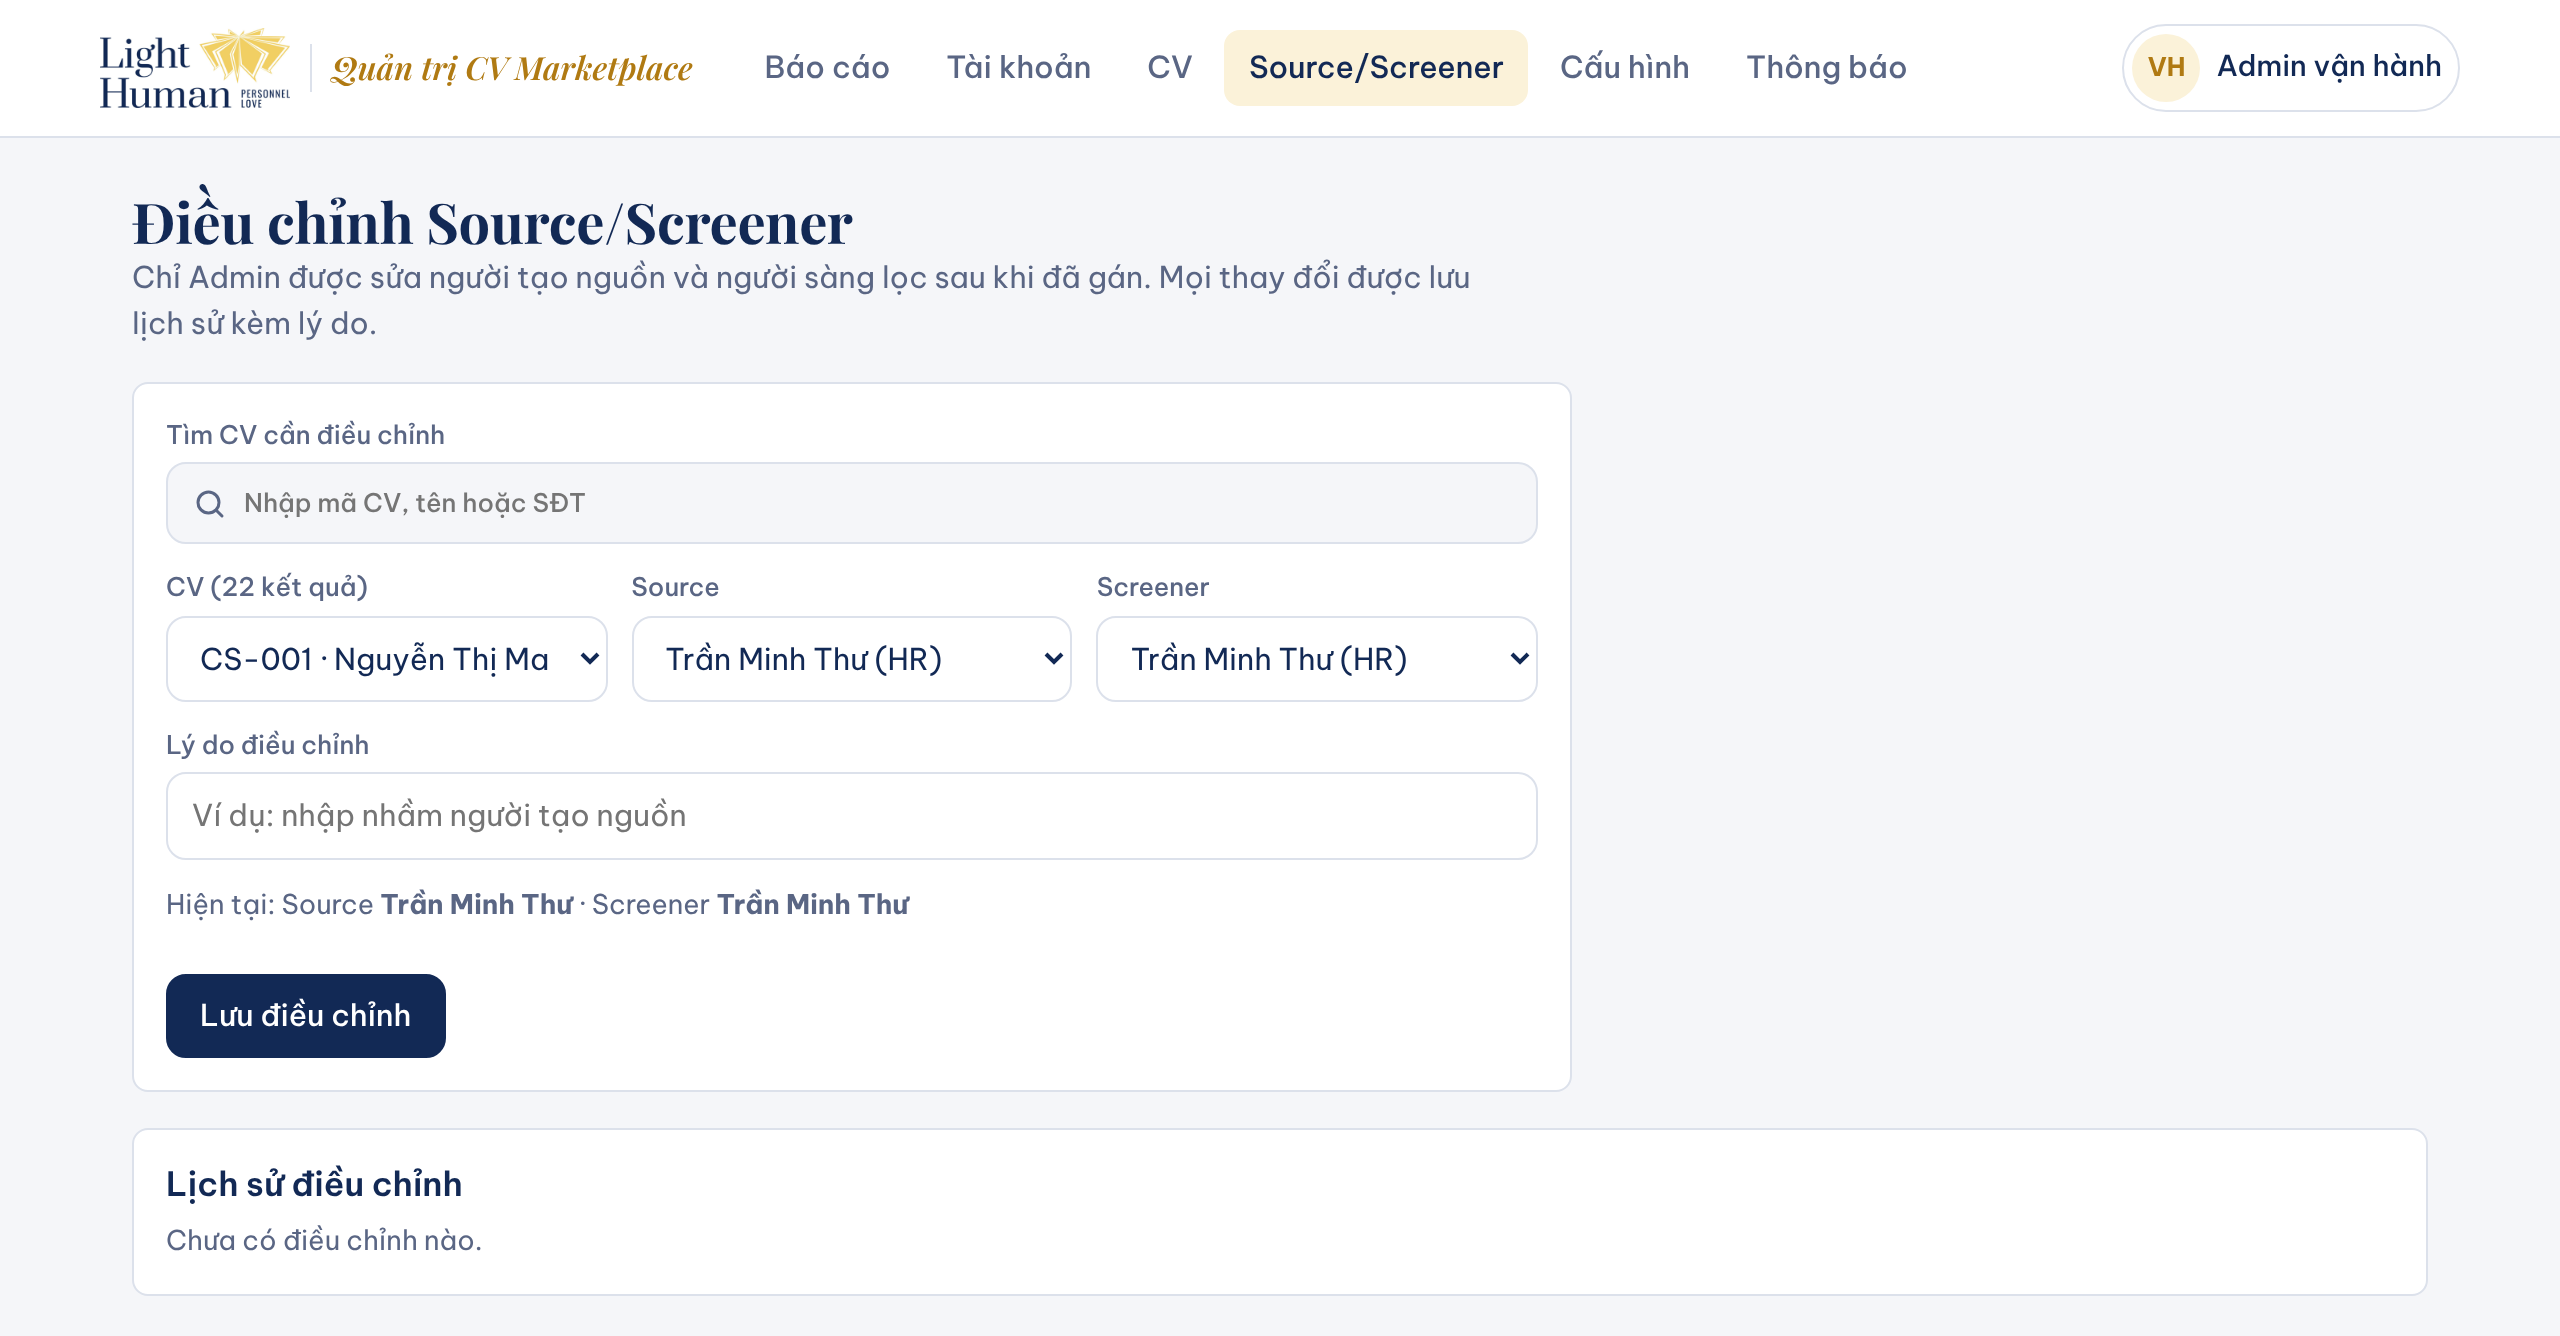 Light
Human PERSONNEL LOVE
Quản trị CV Marketplace
Báo cáo
Tài khoản
CV
Source/Screener
Cấu hình
Thông báo
VH
Admin vận hành
Điều chỉnh Source/Screener
Chỉ Admin được sửa người tạo nguồn và người sàng lọc sau khi đã gán. Mọi thay đổi được lưu
lịch sử kèm lý do.
Tìm CV cần điều chỉnh
Nhập mã CV, tên hoặc SĐT
CV (22 kết quả)
Source
Screener
CS-001 · Nguyễn Thị Ma
Trần Minh Thư (HR)
Trần Minh Thư (HR)
Lý do điều chỉnh
Ví dụ: nhập nhầm người tạo nguồn
Hiện tại: Source Trần Minh Thư · Screener Trần Minh Thư
Lưu điều chỉnh
Lịch sử điều chỉnh
Chưa có điều chỉnh nào.